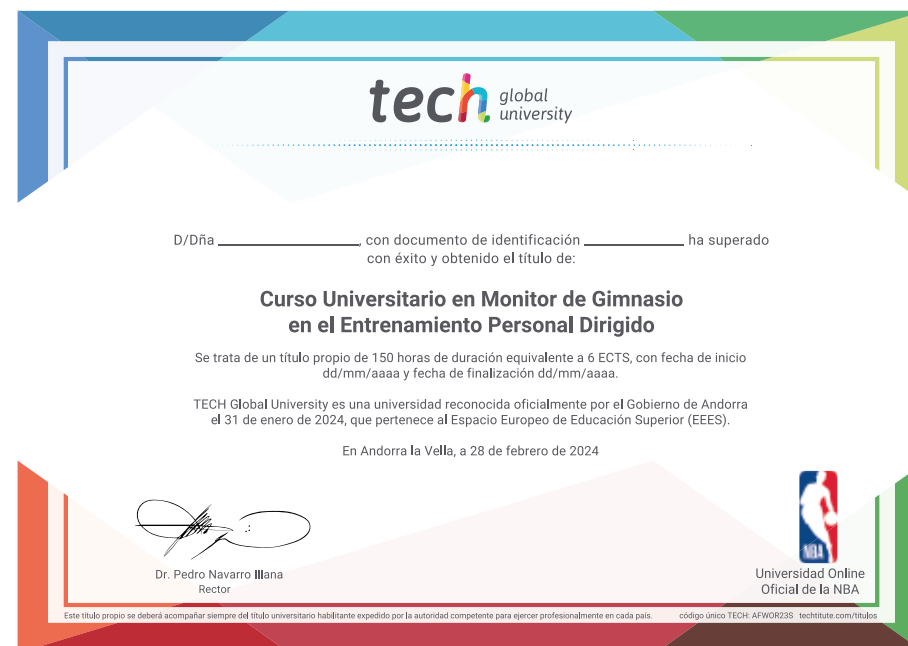 tech global university
D/Dña ____________, con documento de identificación ____________ ha superado
con éxito y obtenido el título de:
Curso Universitario en Monitor de Gimnasio
en el Entrenamiento Personal Dirigido
Se trata de un título propio de 150 horas de duración equivalente a 6 ECTS, con fecha de inicio
dd/mm/aaaa y fecha de finalización dd/mm/aaaa.
TECH Global University es una universidad reconocida oficialmente por el Gobierno de Andorra
el 31 de enero de 2024, que pertenece al Espacio Europeo de Educación Superior (EEES).
En Andorra la Vella, a 28 de febrero de 2024
Dr. Pedro Navarro Illana
Rector
NBA
Universidad Online
Oficial de la NBA
Este título propio se deberá acompañar siempre del título universitario habilitante expedido por la autoridad competente para ejercer profesionalmente en cada país. código único TECH: AFWOR23S techtitute.com/titulos